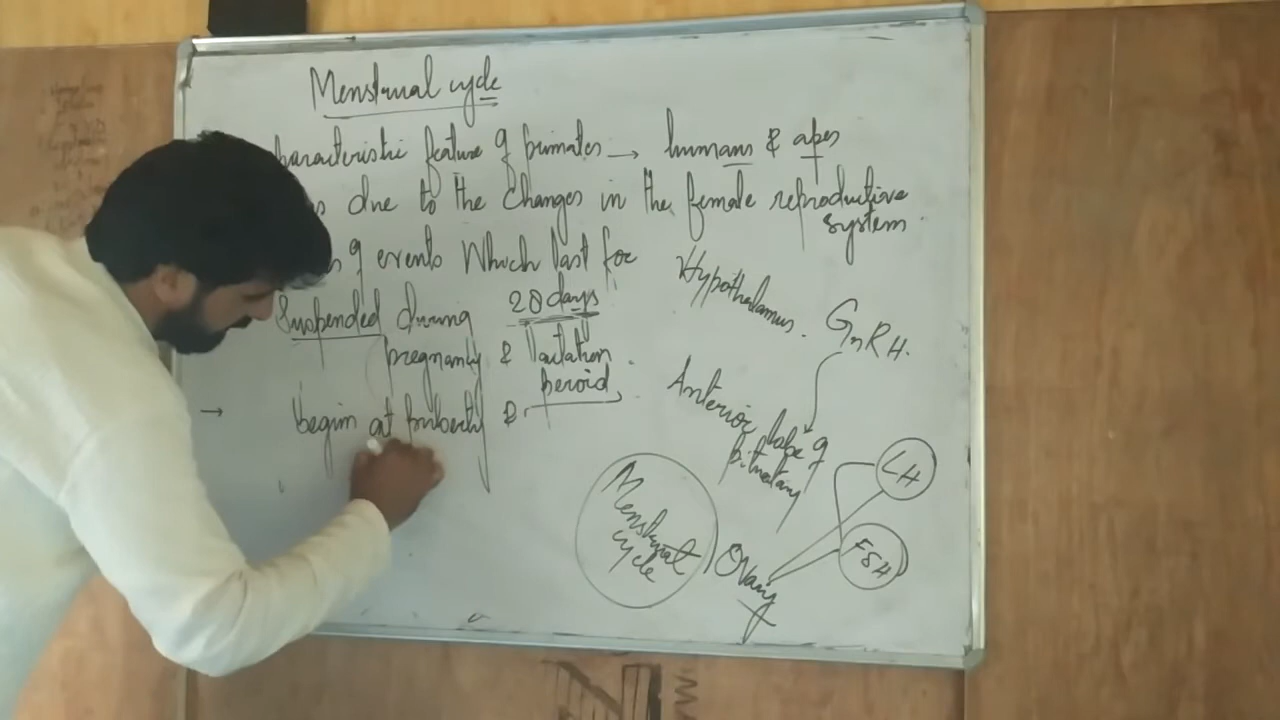 Menstrual cycle
haracteristic feature of primates → humans & apes
s due to the changes in the female reproductive
system.
s of events which last for
28 days
Suspended during
pregnancy & lactation
peroid
→ begin at puberty &
Hypothalamus.
GnRH.
Anterior lobe of
pituitary
LH
FSH
Ovary
Menstrual
cycle